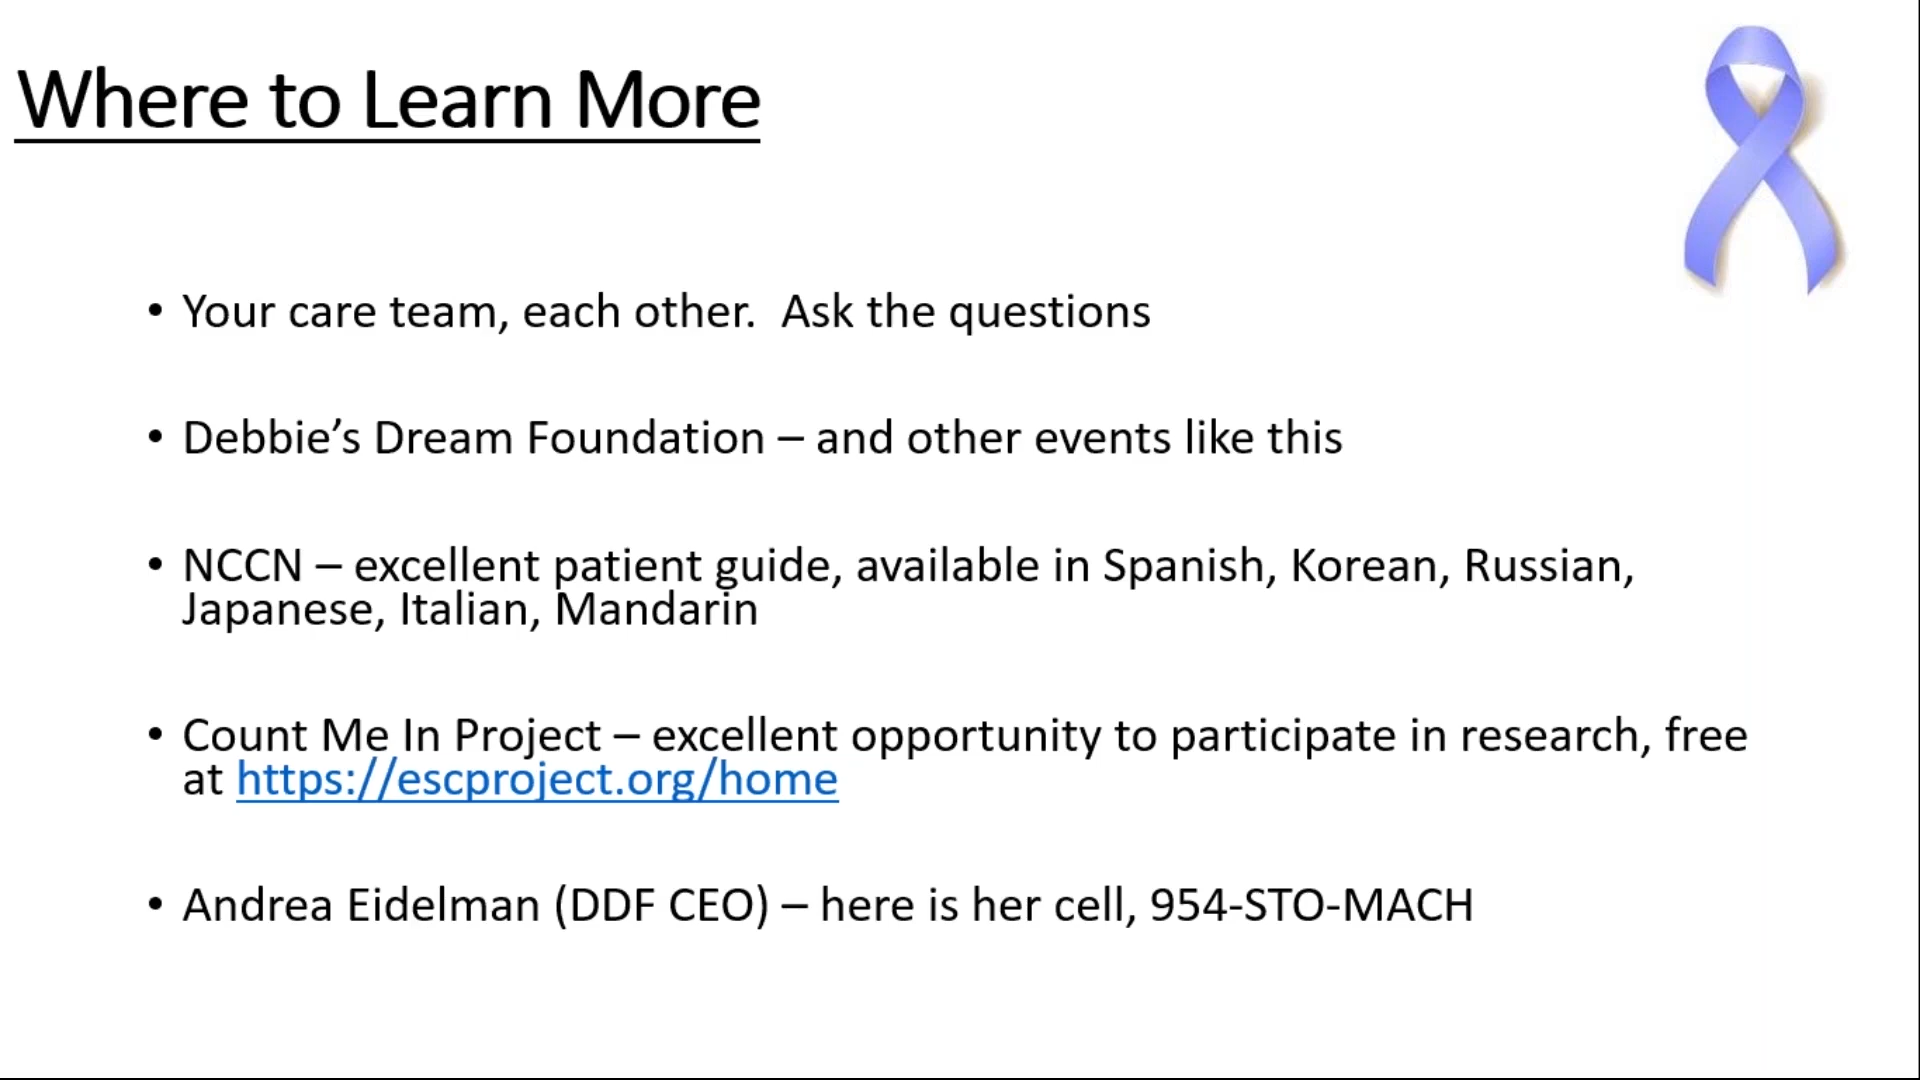 Where to Learn More
• Your care team, each other.  Ask the questions
• Debbie’s Dream Foundation – and other events like this
• NCCN – excellent patient guide, available in Spanish, Korean, Russian,
Japanese, Italian, Mandarin
• Count Me In Project – excellent opportunity to participate in research, free
at https://escproject.org/home
• Andrea Eidelman (DDF CEO) – here is her cell, 954-STO-MACH